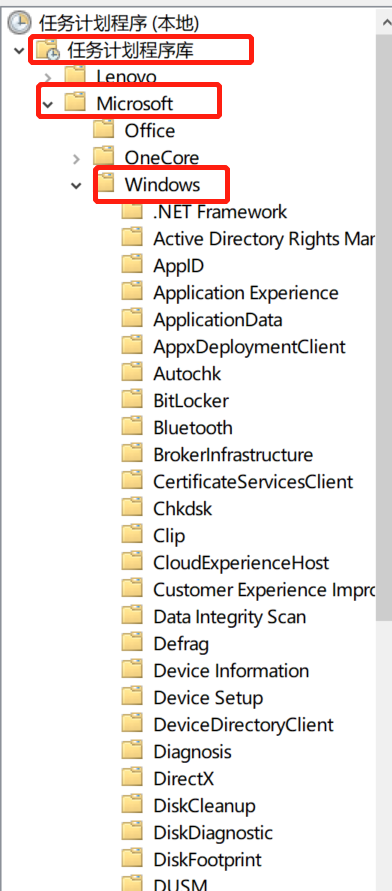 任务计划程序 (本地)
任务计划程序库
Lenovo
Microsoft
Office
OneCore
Windows
.NET Framework
Active Directory Rights Mar
AppID
Application Experience
ApplicationData
AppxDeploymentClient
Autochk
BitLocker
Bluetooth
BrokerInfrastructure
CertificateServicesClient
Chkdsk
Clip
CloudExperienceHost
Customer Experience Impro
Data Integrity Scan
Defrag
Device Information
Device Setup
DeviceDirectoryClient
Diagnosis
DirectX
DiskCleanup
DiskDiagnostic
DiskFootprint
DUSM